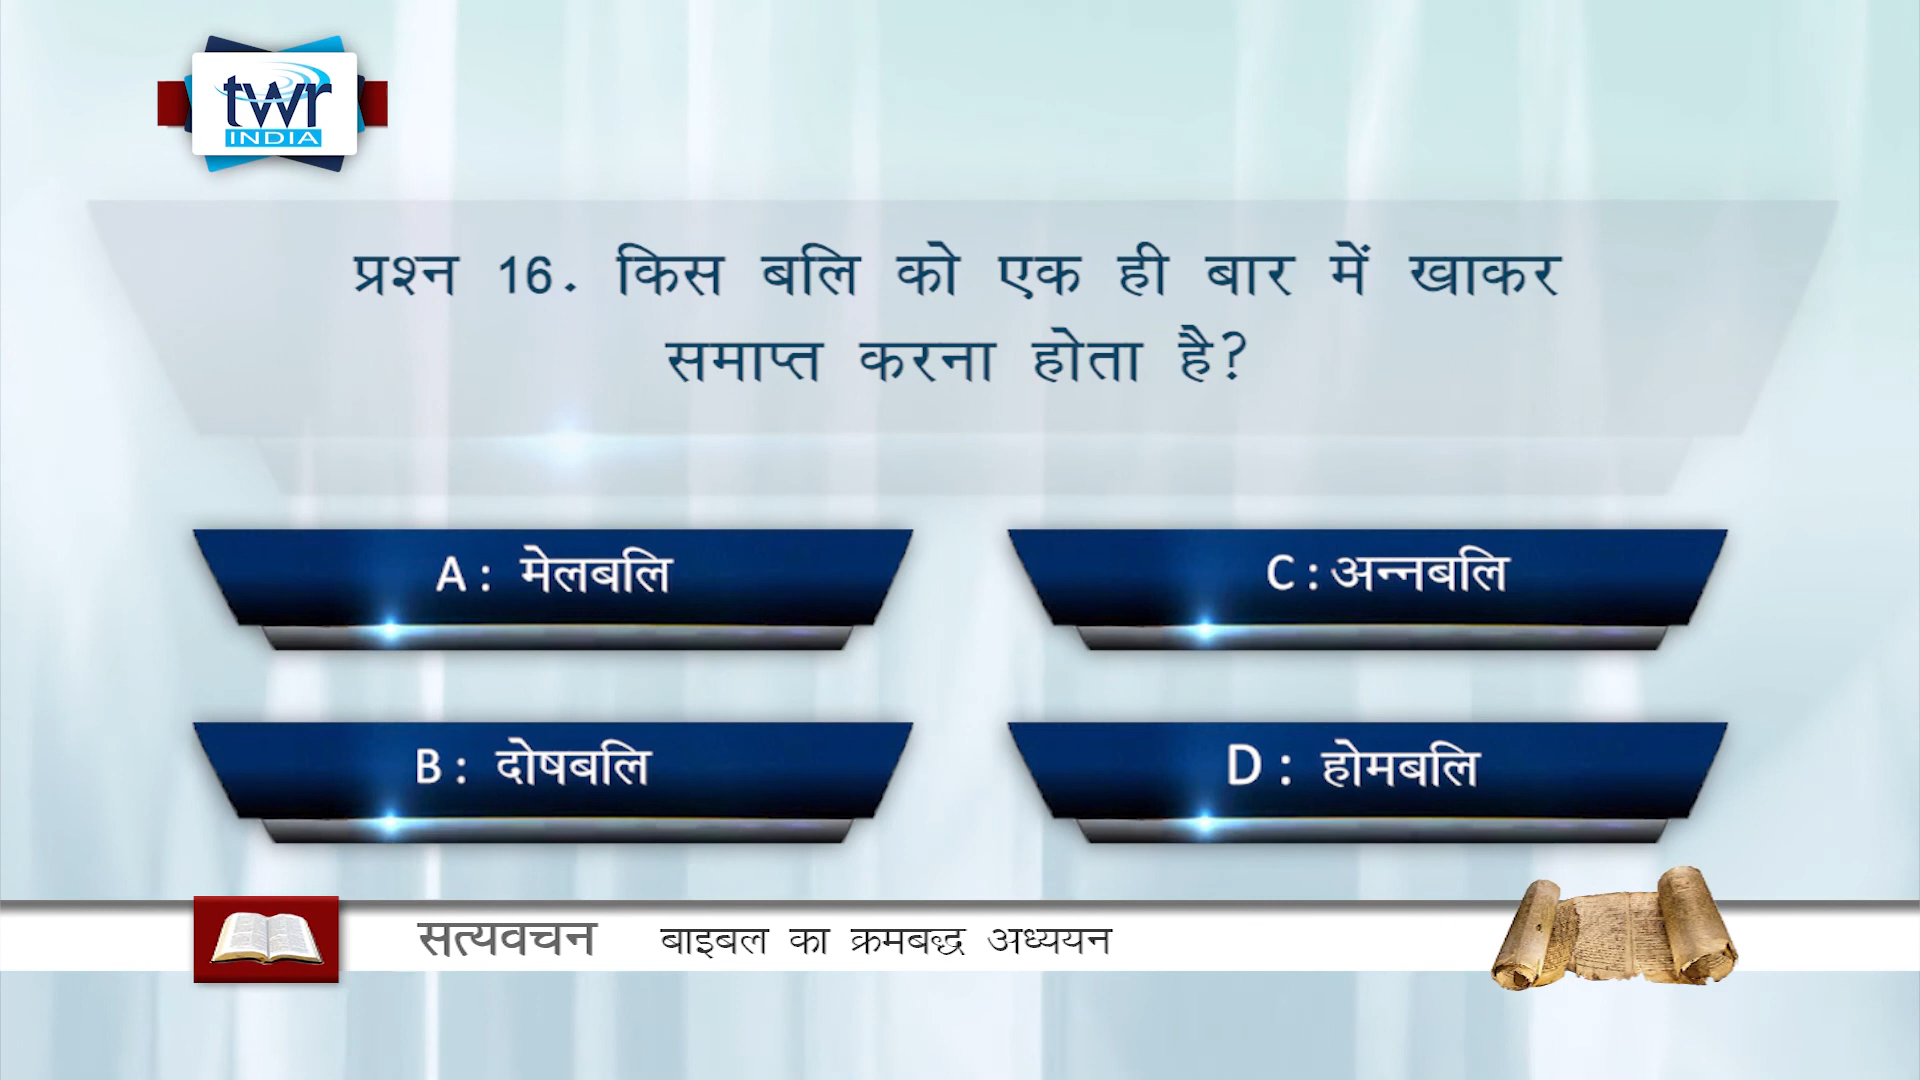 twr
INDIA
प्रश्न 16. किस बलि को एक ही बार में खाकर
समाप्त करना होता है?
A : मेलबलि
C : अन्नबलि
B : दोषबलि
D : होमबलि
सत्यवचन बाइबल का क्रमबद्ध अध्ययन